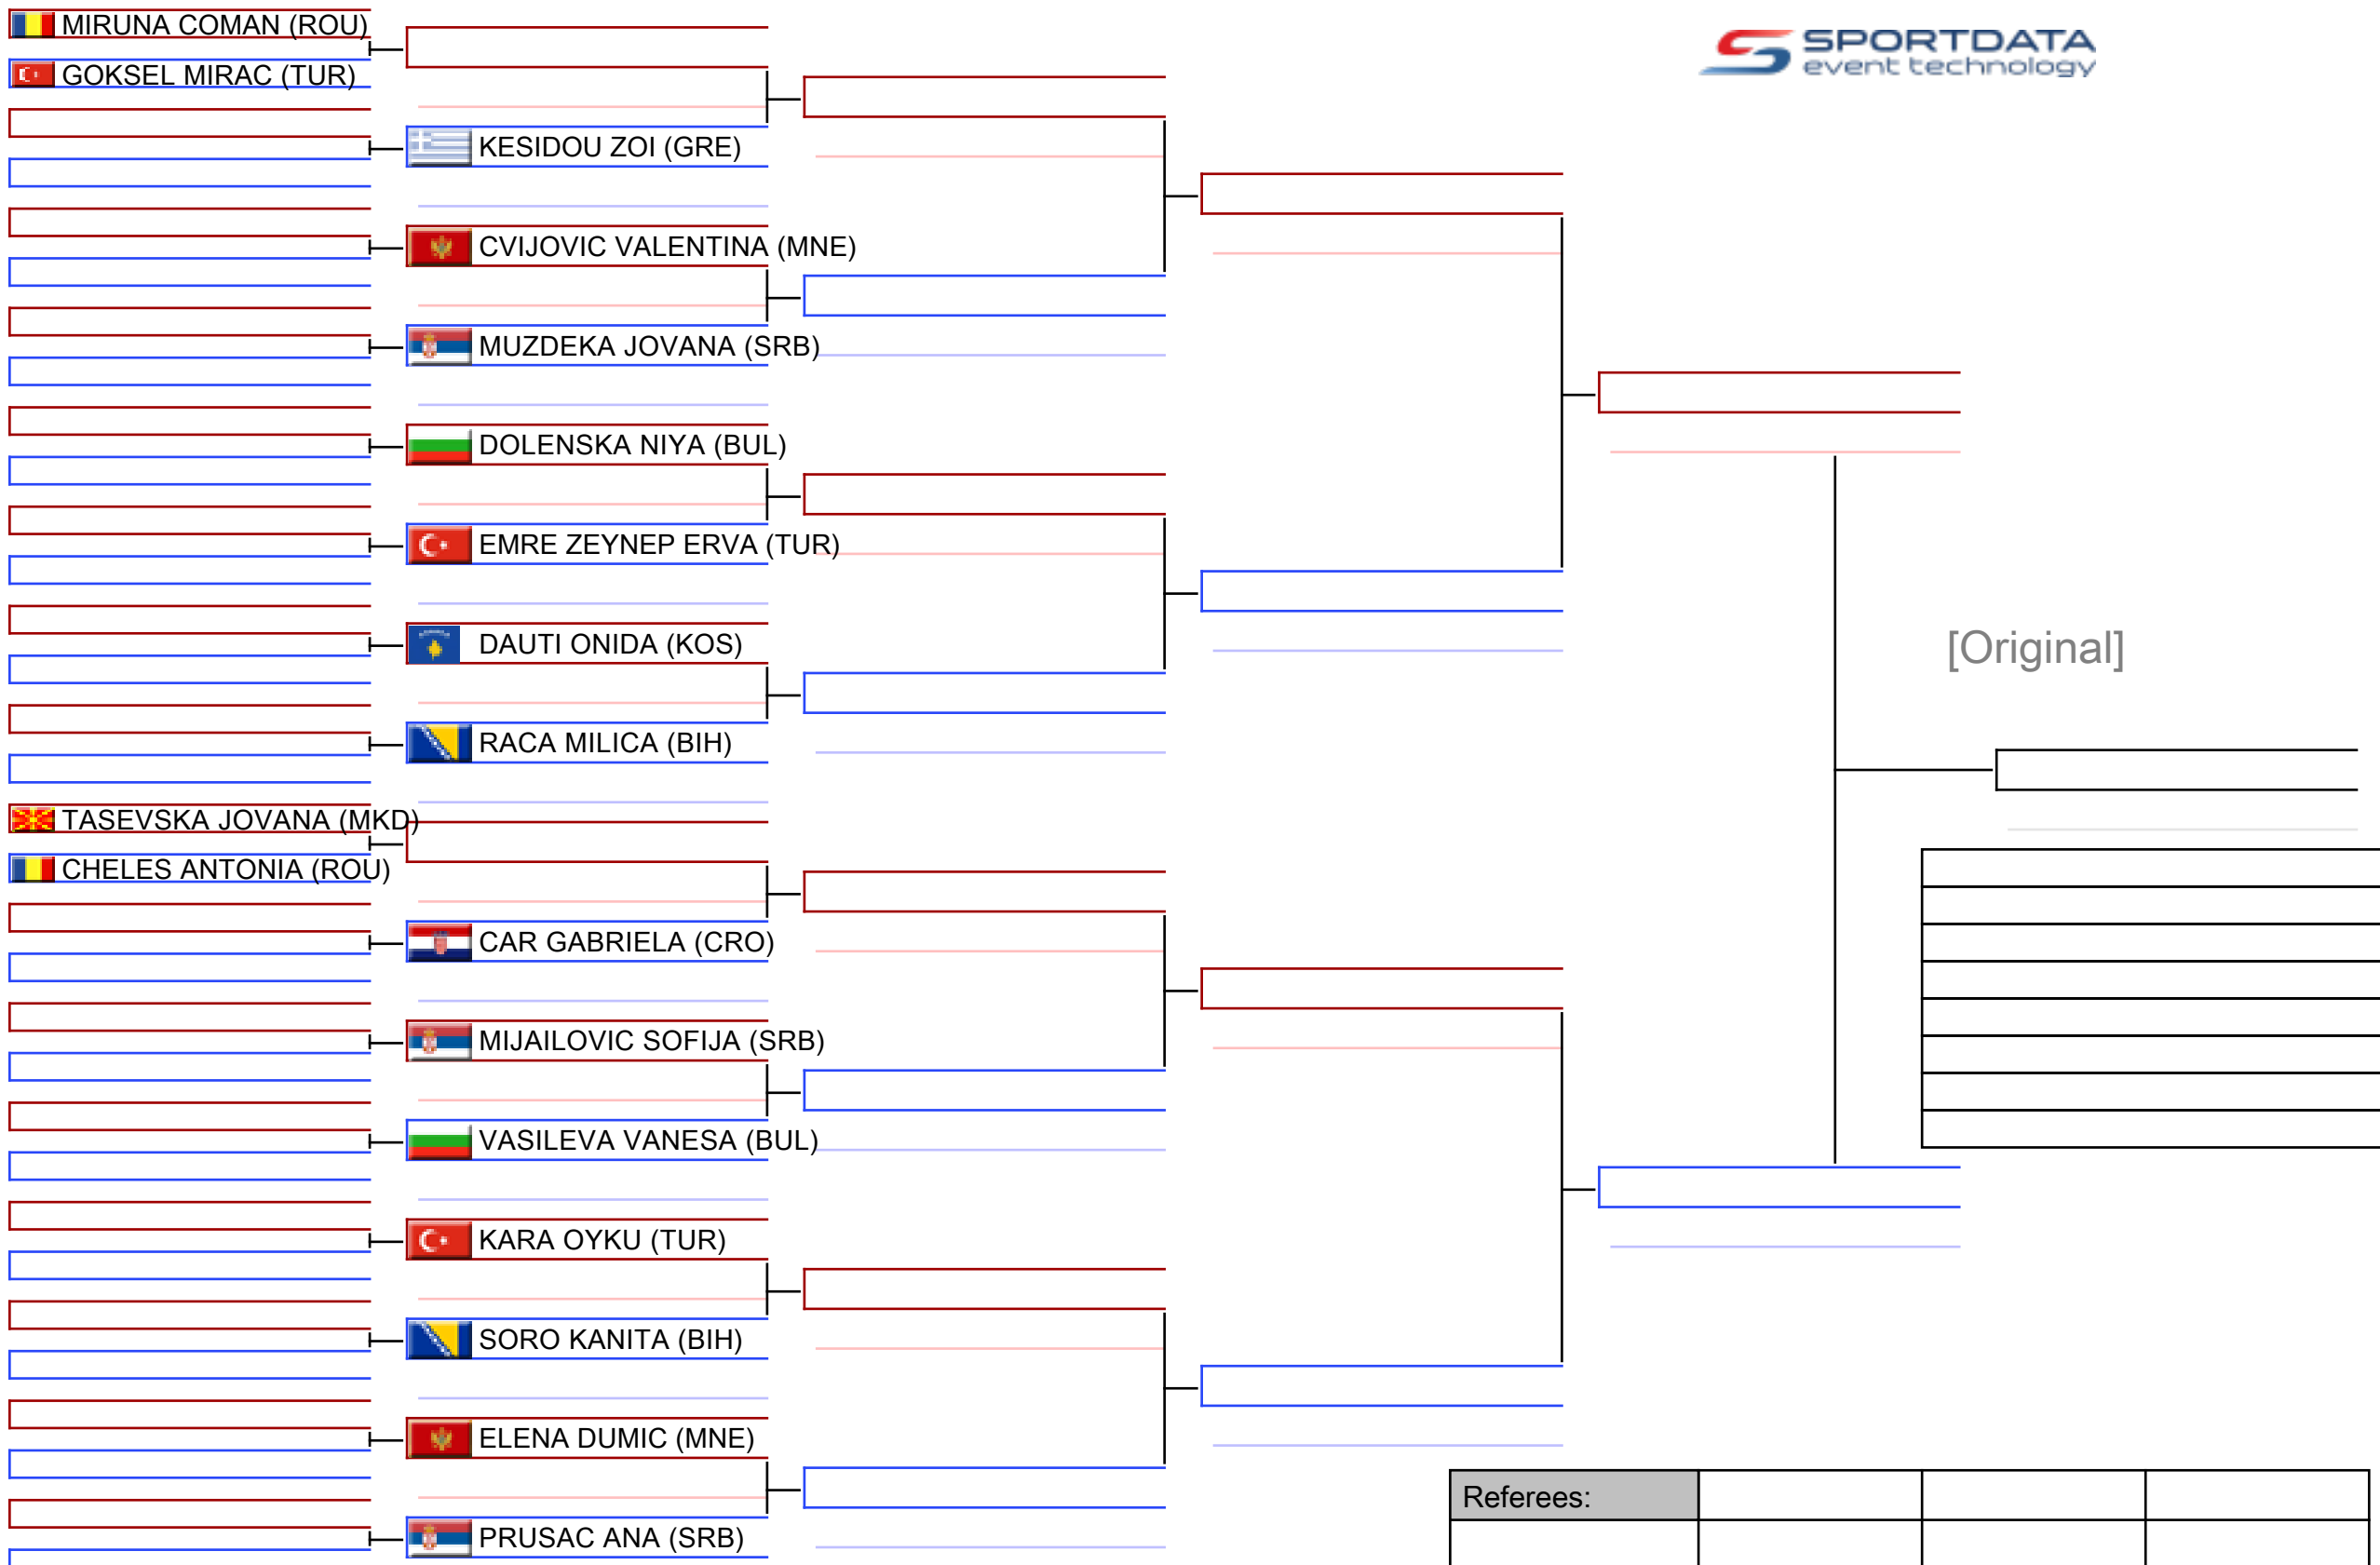 MIRUNA COMAN (ROU)
SPORTDATA
event technology
GOKSEL MIRAC (TUR)
KESIDOU ZOI (GRE)
CVIJOVIC VALENTINA (MNE)
MUZDEKA JOVANA (SRB)
DOLENSKA NIYA (BUL)
EMRE ZEYNEP ERVA (TUR)
DAUTI ONIDA (KOS)
[Original]
RACA MILICA (BIH)
TASEVSKA JOVANA (MKD)
CHELES ANTONIA (ROU)
CAR GABRIELA (CRO)
MIJAILOVIC SOFIJA (SRB)
VASILEVA VANESA (BUL)
KARA OYKU (TUR)
SORO KANITA (BIH)
ELENA DUMIC (MNE)
Referees:
PRUSAC ANA (SRB)